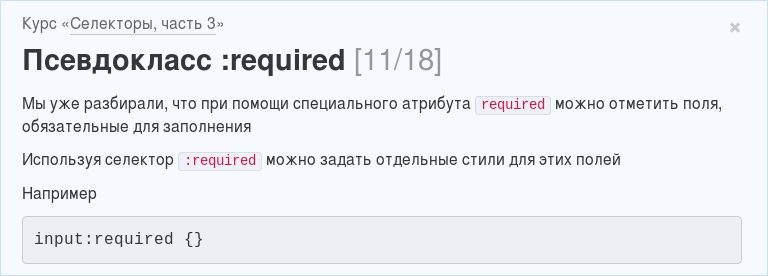 Курс «Селекторы, часть 3»
×
Псевдокласс :required [11/18]
Мы уже разбирали, что при помощи специального атрибута required можно отметить поля,
обязательные для заполнения
Используя селектор :required можно задать отдельные стили для этих полей
Например
input:required {}